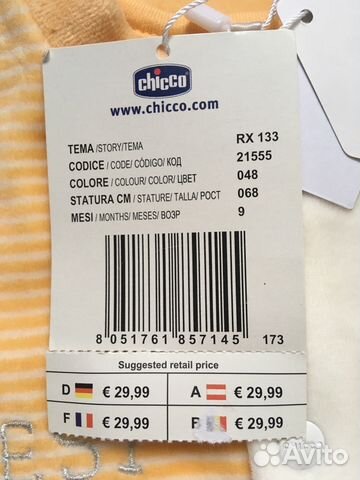 chicco
www.chicco.com
TEMA /STORY/TEMA RX 133
CODICE / CODE/ CÓDIGO/ КОД 21555
COLORE / COLOUR/ COLOR/ ЦВЕТ 048
STATURA CM / STATURE/ TALLA/ РОСТ 068
MESI / MONTHS/ MESES/ ВОЗР 9
8 051761 857145 173
Suggested retail price
D € 29,99 A € 29,99
F € 29,99 € 29,99
EST
Avito